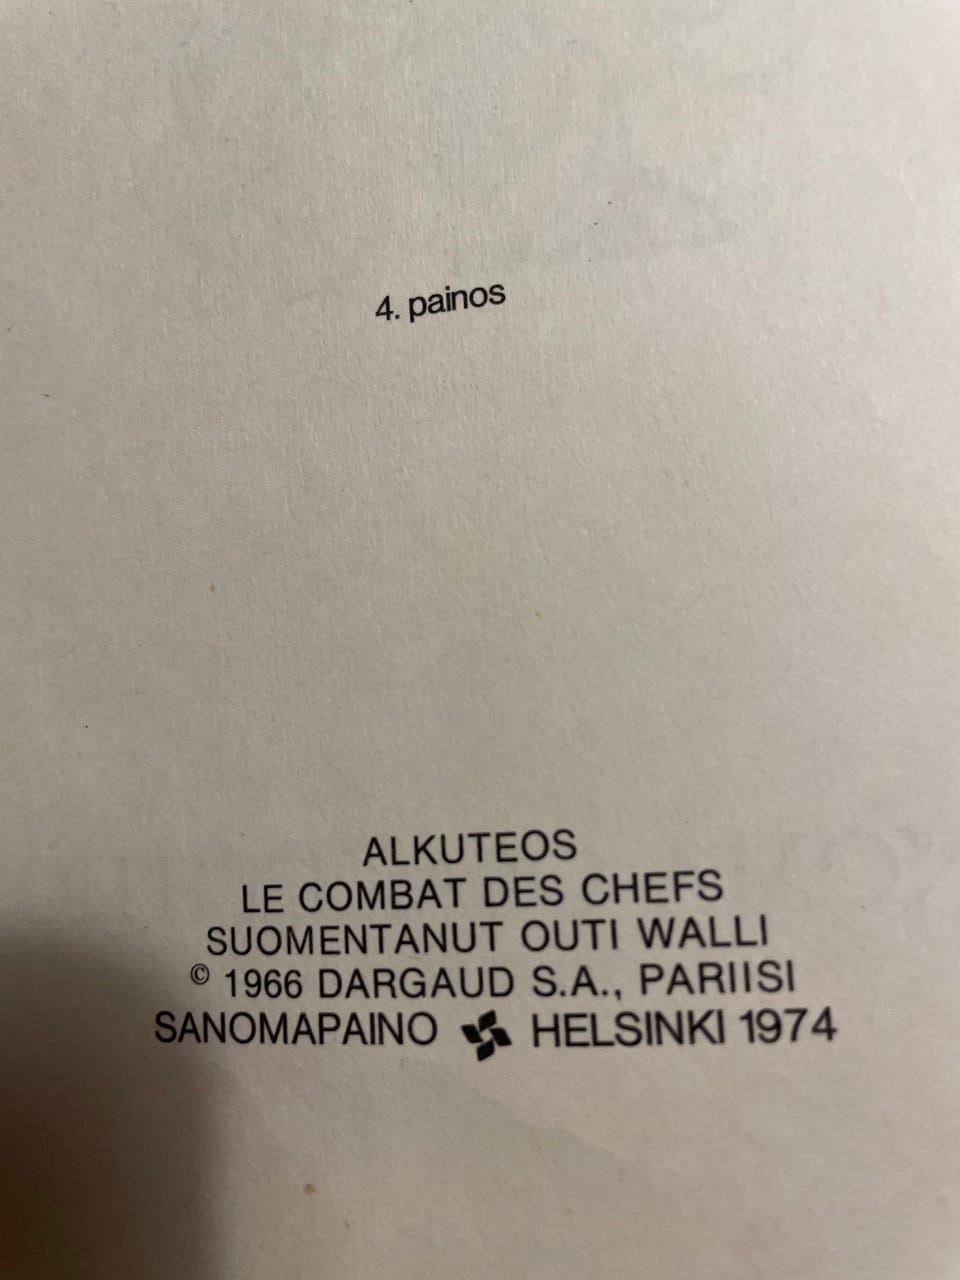 4. painos
ALKUTEOS
LE COMBAT DES CHEFS
SUOMENTANUT OUTI WALLI
© 1966 DARGAUD S.A., PARIISI
SANOMAPAINO HELSINKI 1974